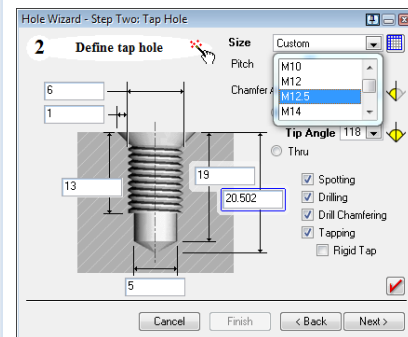 Hole Wizard - Step Two: Tap Hole
2 Define tap hole
Size Custom
Pitch
M10
M12
M12.5
M14
Chamfer
6
1
Tip Angle 118
Thru
13
19
20.502
Spotting
Drilling
Drill Chamfering
Tapping
Rigid Tap
5
Cancel Finish < Back Next >